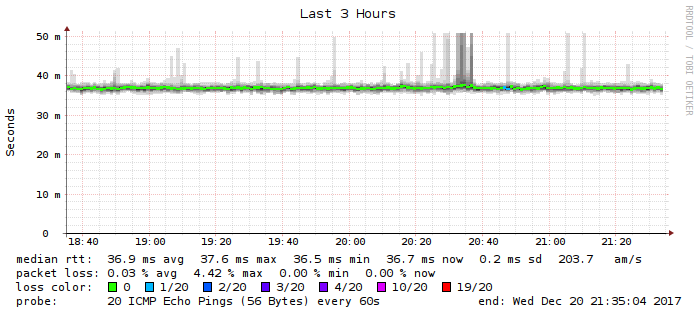 Last 3 Hours
RRDTOOL / TOBI OETIKER
Seconds
50 m
40 m
30 m
20 m
10 m
0
18:40 19:00 19:20 19:40 20:00 20:20 20:40 21:00 21:20
median rtt: 36.9 ms avg 37.6 ms max 36.5 ms min 36.7 ms now 0.2 ms sd 203.7 am/s
packet loss: 0.03 % avg 4.42 % max 0.00 % min 0.00 % now
loss color: 0 1/20 2/20 3/20 4/20 10/20 19/20
probe: 20 ICMP Echo Pings (56 Bytes) every 60s end: Wed Dec 20 21:35:04 2017